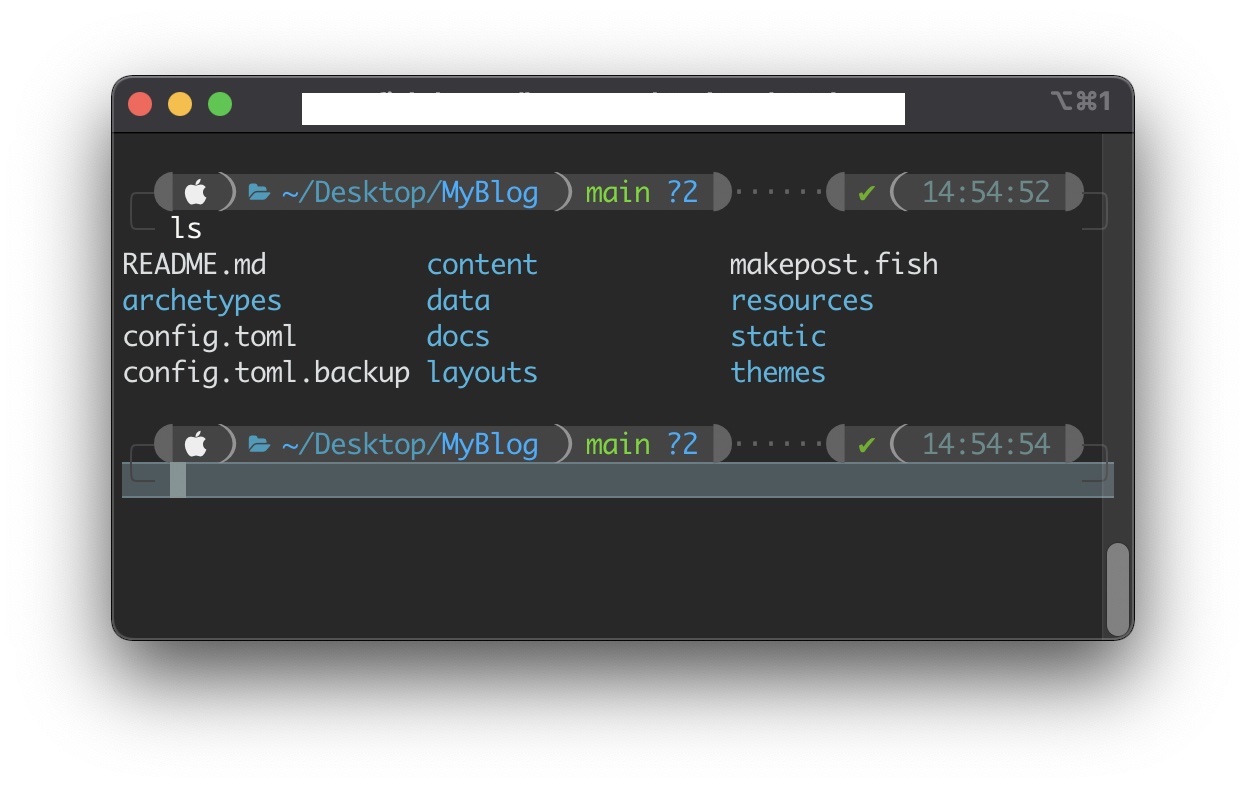 ⌥⌘1
~/Desktop/MyBlog main ?2 ······ ✔ 14:54:52
ls
README.md content makepost.fish
archetypes data resources
config.toml docs static
config.toml.backup layouts themes
~/Desktop/MyBlog main ?2 ······ ✔ 14:54:54